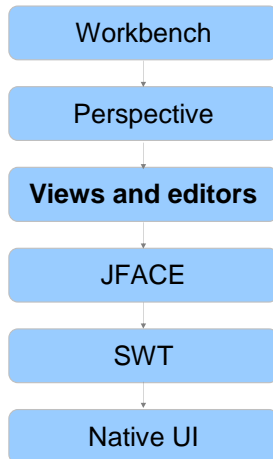 Workbench
Perspective
Views and editors
JFACE
SWT
Native UI